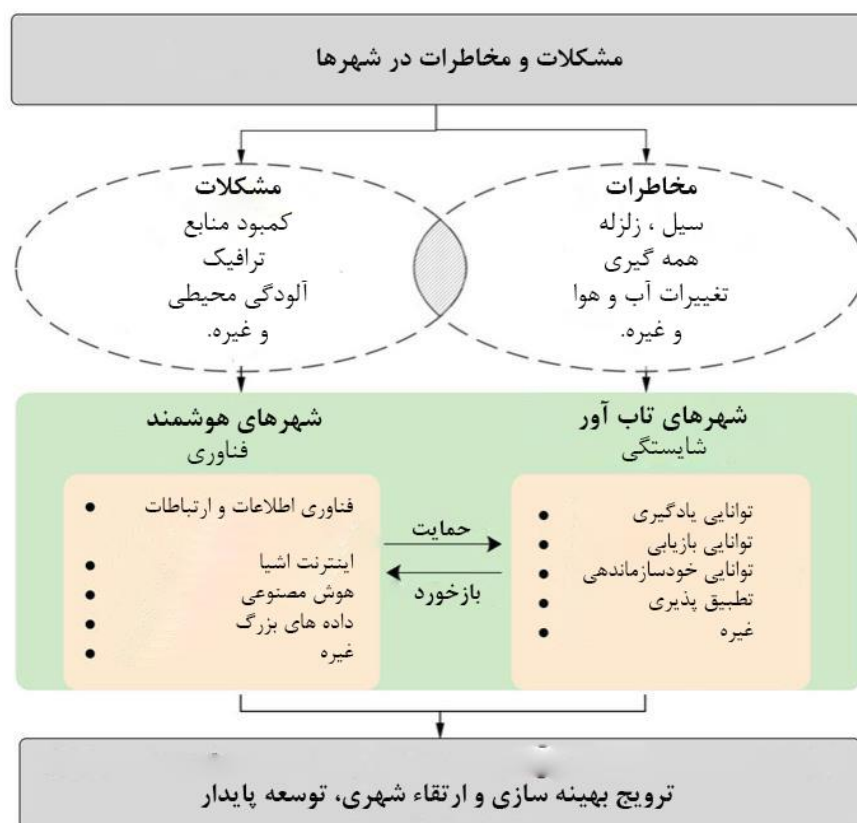 مشکلات و مخاطرات در شهرها
مخاطرات
سیل ، زلزله
همه گیری
تغییرات آب و هوا
و غیره.
مشکلات
کمبود منابع
ترافیک
آلودگی محیطی
و غیره.
شهرهای تاب آور
شایستگی
توانایی یادگیری
توانایی بازیابی
توانایی خودسازماندهی
تطبیق پذیری
غیره
حمایت
بازخورد
شهرهای هوشمند
فناوری
فناوری اطلاعات و ارتباطات
اینترنت اشیا
هوش مصنوعی
داده های بزرگ
غیره
ترویج بهینه سازی و ارتقاء شهری، توسعه پایدار